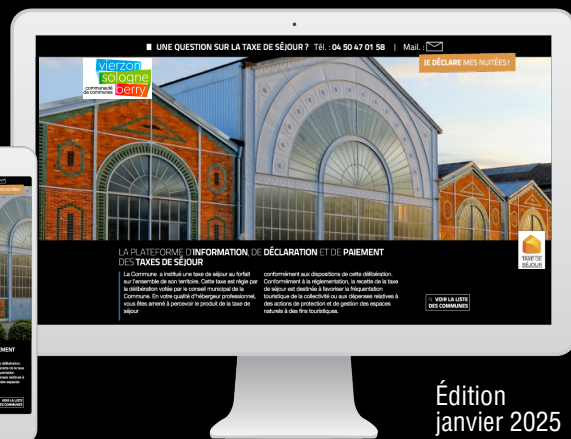 UNE QUESTION SUR LA TAXE DE SÉJOUR ? Tél. : 04 50 47 01 58 | Mail. :
JE DÉCLARE MES NUITÉES !
vierzon
sologne
communauté
de communes
berry
LA PLATEFORME D'INFORMATION, DE DÉCLARATION ET DE PAIEMENT
DES TAXES DE SÉJOUR
La Commune a institué une taxe de séjour au forfait
sur l'ensemble de son territoire. Cette taxe est régie par
la délibération votée par le conseil municipal de la
Commune. En votre qualité d'hébergeur professionnel,
vous êtes amené à percevoir le produit de la taxe de
séjour
conformément aux dispositions de cette délibération.
Conformément à la réglementation, la recette de la taxe
de séjour est destinée à favoriser la fréquentation
touristique de la collectivité ou aux dépenses relatives à
des actions de protection et de gestion des espaces
naturels à des fins touristiques.
TAXE DE
SÉJOUR
VOIR LA LISTE
DES COMMUNES
VOIR LA LISTE
DES COMMUNES
Édition
janvier 2025